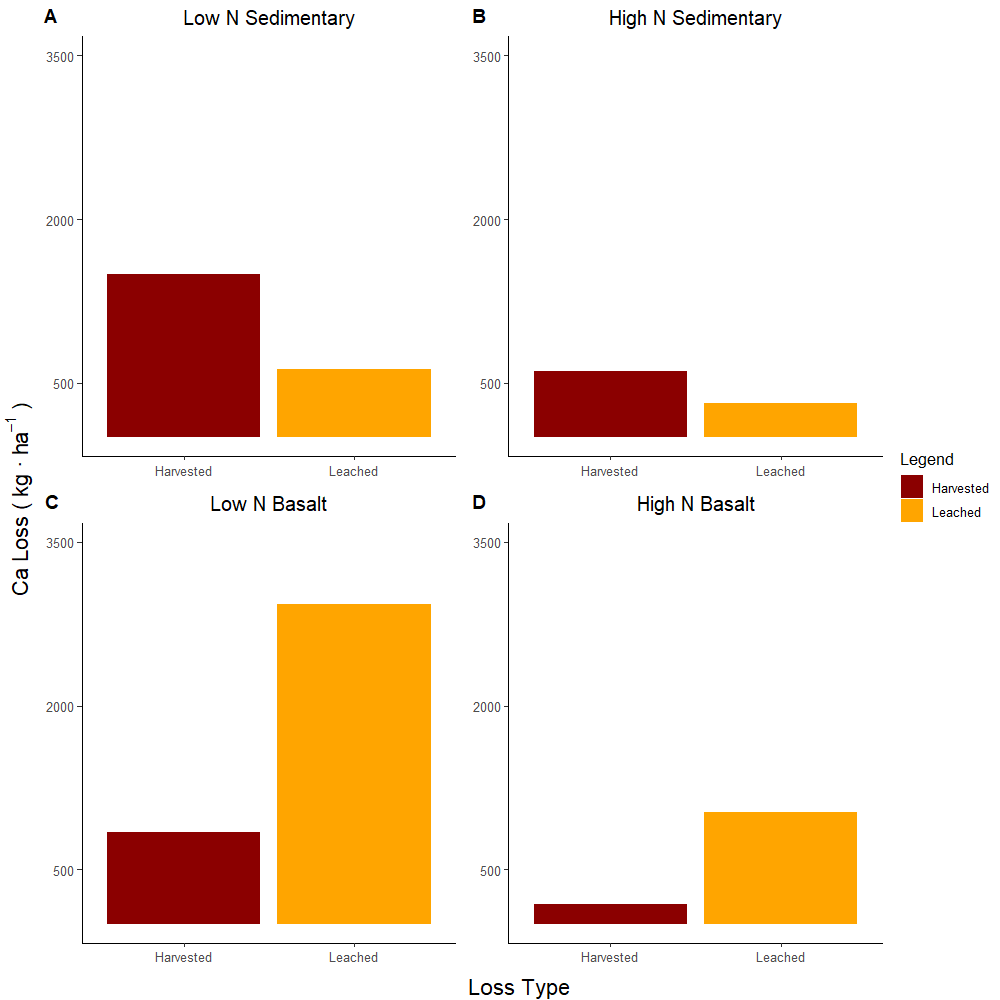 A Low N Sedimentary
3500
2000
500
Harvested Leached
B High N Sedimentary
3500
2000
500
Harvested Leached
C Low N Basalt
3500
2000
500
Harvested Leached
D High N Basalt
3500
2000
500
Harvested Leached
Ca Loss ( kg · ha⁻¹ )
Loss Type
Legend
Harvested
Leached